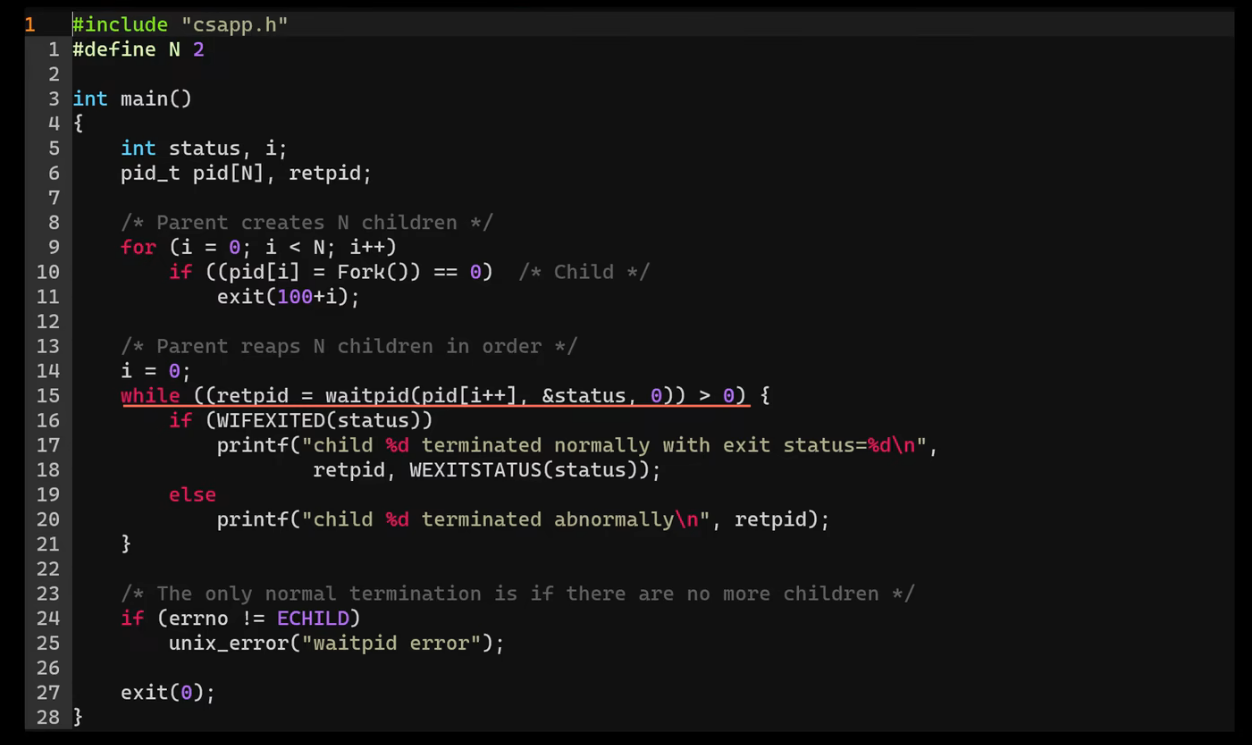 1 #include "csapp.h"
1 #define N 2
2
3 int main()
4 {
5 int status, i;
6 pid_t pid[N], retpid;
7
8 /* Parent creates N children */
9 for (i = 0; i < N; i++)
10 if ((pid[i] = Fork()) == 0) /* Child */
11 exit(100+i);
12
13 /* Parent reaps N children in order */
14 i = 0;
15 while ((retpid = waitpid(pid[i++], &status, 0)) > 0) {
16 if (WIFEXITED(status))
17 printf("child %d terminated normally with exit status=%d\n",
18 retpid, WEXITSTATUS(status));
19 else
20 printf("child %d terminated abnormally\n", retpid);
21 }
22
23 /* The only normal termination is if there are no more children */
24 if (errno != ECHILD)
25 unix_error("waitpid error");
26
27 exit(0);
28 }